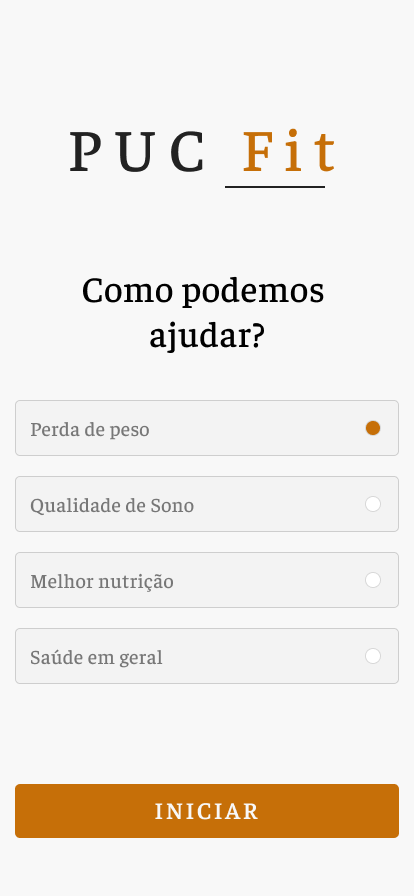 PUC Fit
Como podemos
ajudar?
Perda de peso
Qualidade de Sono
Melhor nutrição
Saúde em geral
INICIAR